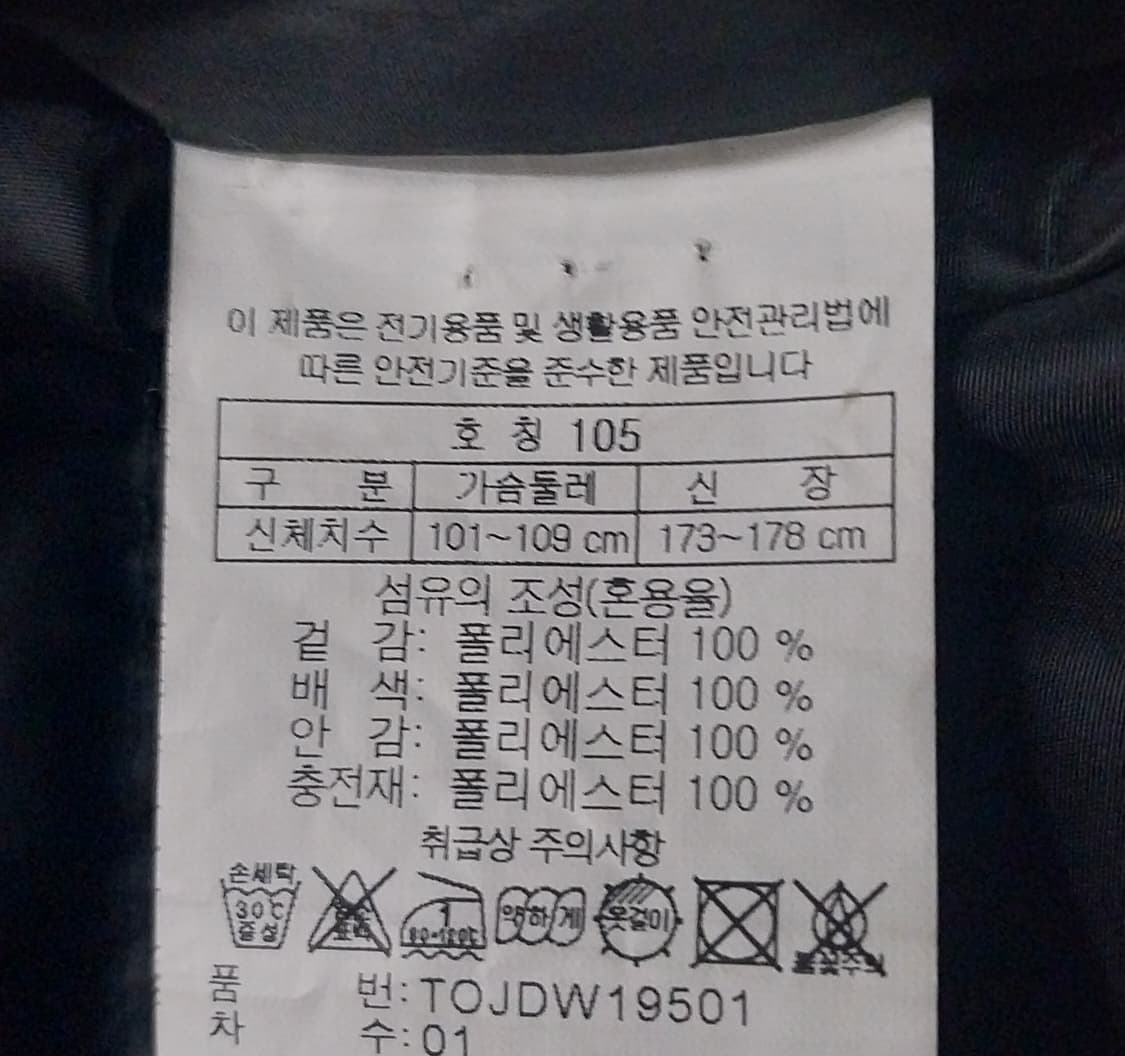 이 제품은 전기용품 및 생활용품 안전관리법에
따른 안전기준을 준수한 제품입니다
호 칭 105
구 분 가슴둘레 신 장
신체치수 101~109 cm 173~178 cm
섬유의 조성(혼용율)
겉 감: 폴리에스터 100 %
배 색: 폴리에스터 100 %
안 감: 폴리에스터 100 %
충전재: 폴리에스터 100 %
취급상 주의사항
손세탁
30℃
중성
약하게
옷걸이
품 번: TOJDW19501
차 수: 01